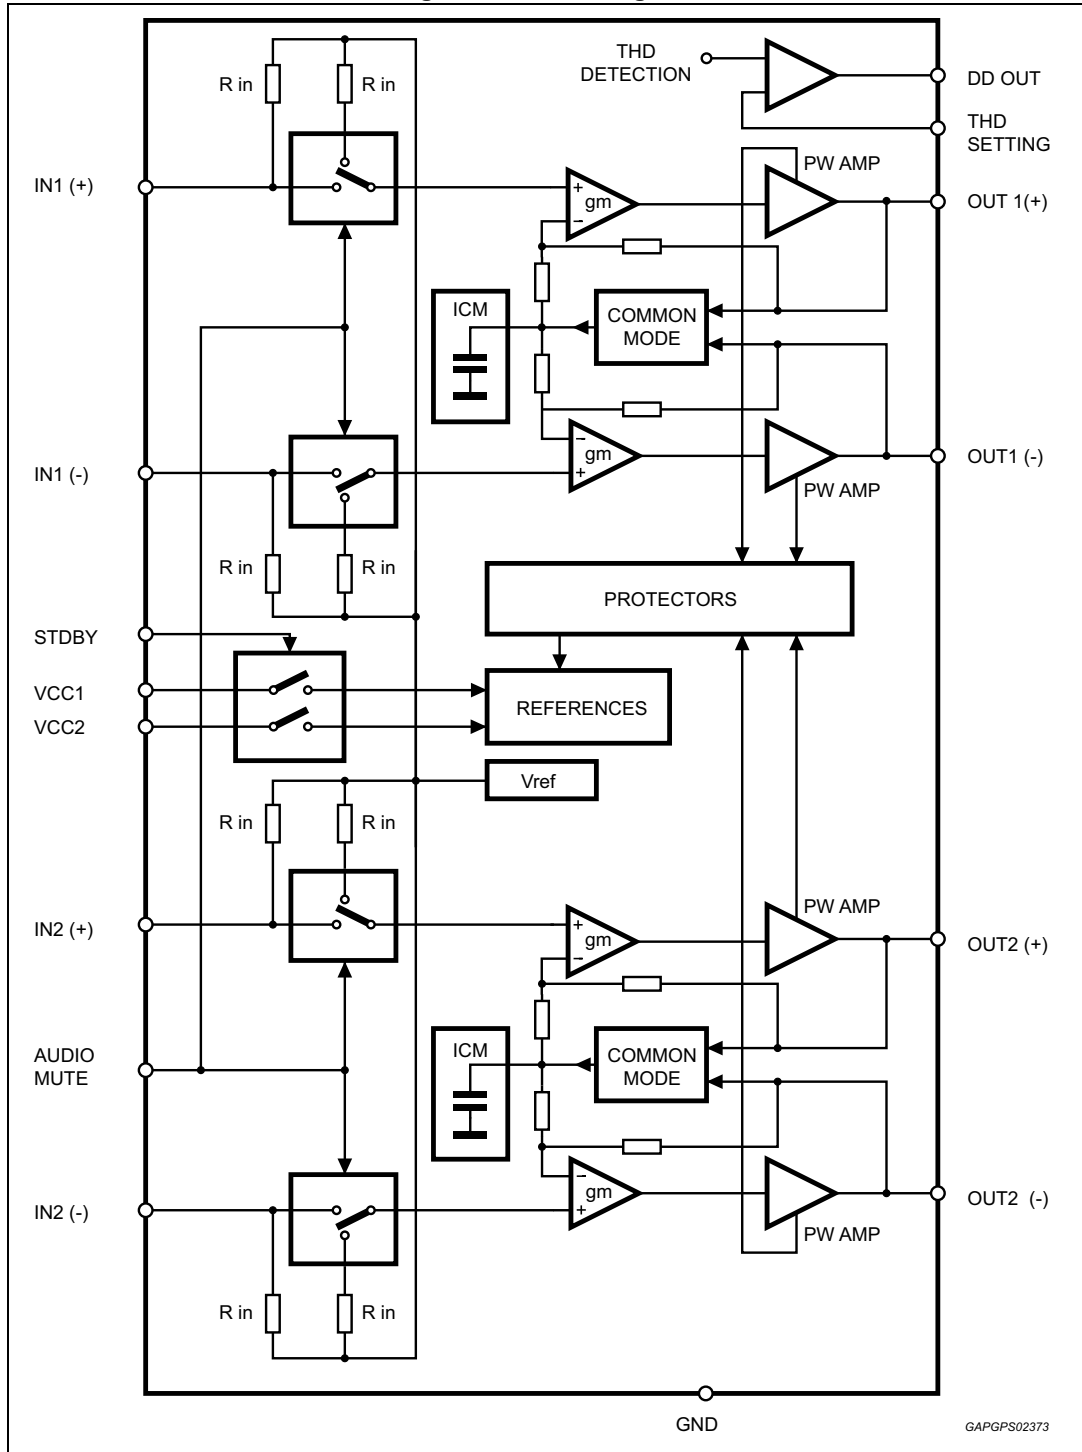 R in
R in
THD
DETECTION
DD OUT
THD
SETTING
PW AMP
IN1 (+)
+
gm
−
OUT 1(+)
ICM
COMMON
MODE
IN1 (-)
−
gm
+
OUT1 (-)
PW AMP
R in
R in
PROTECTORS
STDBY
VCC1
VCC2
REFERENCES
Vref
R in
R in
PW AMP
IN2 (+)
+
gm
−
OUT2 (+)
AUDIO
MUTE
ICM
COMMON
MODE
IN2 (-)
−
gm
+
OUT2 (-)
PW AMP
R in
R in
GND
GAPGPS02373